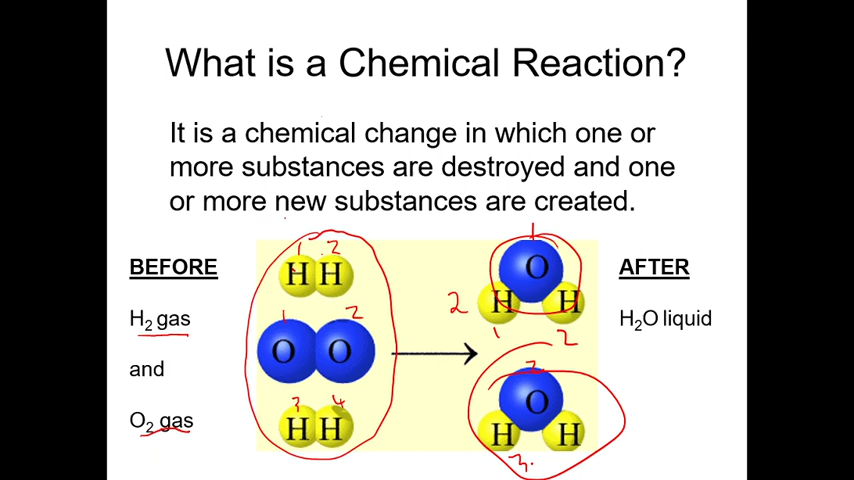 What is a Chemical Reaction?
It is a chemical change in which one or
more substances are destroyed and one
or more new substances are created.
BEFORE
H₂ gas
and
O₂ gas
1 2
H H
1 2
O O
3 4
H H
1
O
2 H H
1 2
2
O
H H
3
AFTER
H₂O liquid